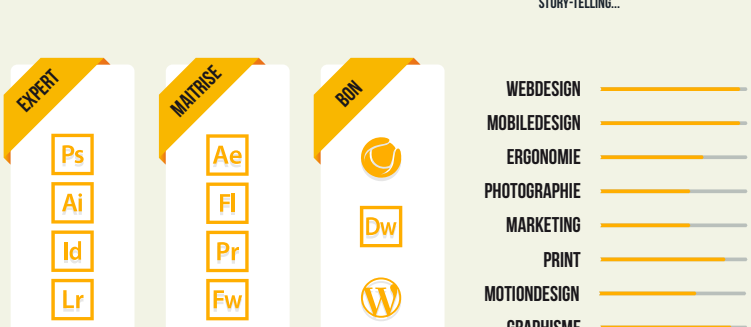 STORY-TELLING...
EXPERT
Ps
Ai
Id
Lr
MAITRISE
Ae
Fl
Pr
Fw
BON
Dw
W
WEBDESIGN
MOBILEDESIGN
ERGONOMIE
PHOTOGRAPHIE
MARKETING
PRINT
MOTIONDESIGN
GRAPHISME